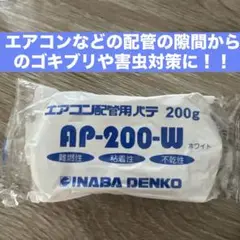 エアコンなどの配管の隙間から
のゴキブリや害虫対策に！！
エアコン配管用パテ 200g
AP-200-W
ホワイト
難燃性 粘着性 不乾性
INABA DENKO